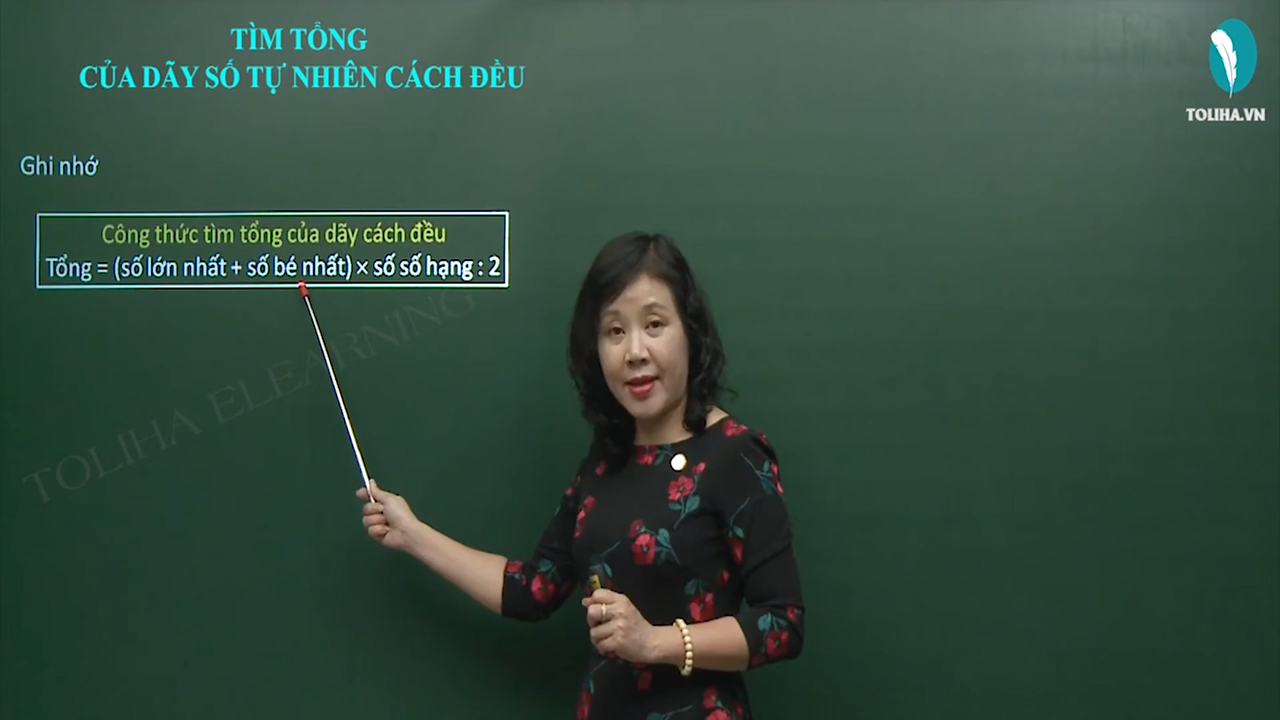 TÌM TỔNG
CỦA DÃY SỐ TỰ NHIÊN CÁCH ĐỀU
TOLIHA.VN
Ghi nhớ
Công thức tìm tổng của dãy cách đều
Tổng = (số lớn nhất + số bé nhất) × số số hạng : 2
TOLIHA ELEARNING